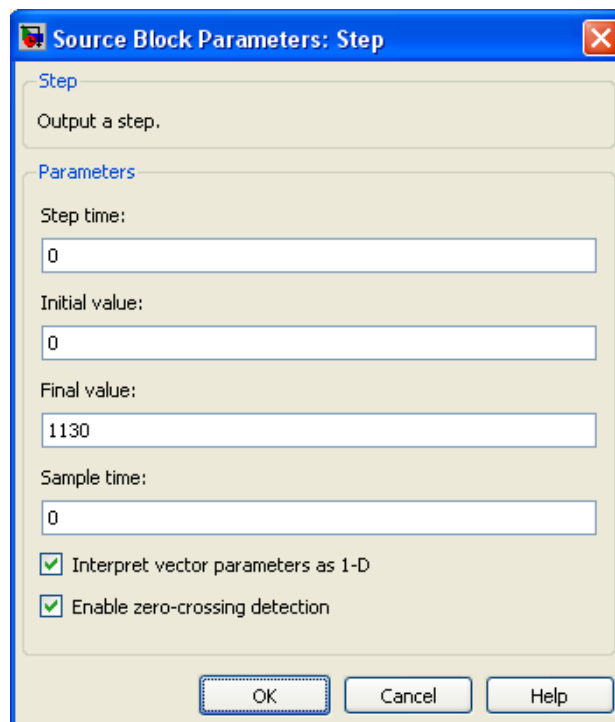 Source Block Parameters: Step
Step
Output a step.
Parameters
Step time:
0
Initial value:
0
Final value:
1130
Sample time:
0
Interpret vector parameters as 1-D
Enable zero-crossing detection
OK Cancel Help